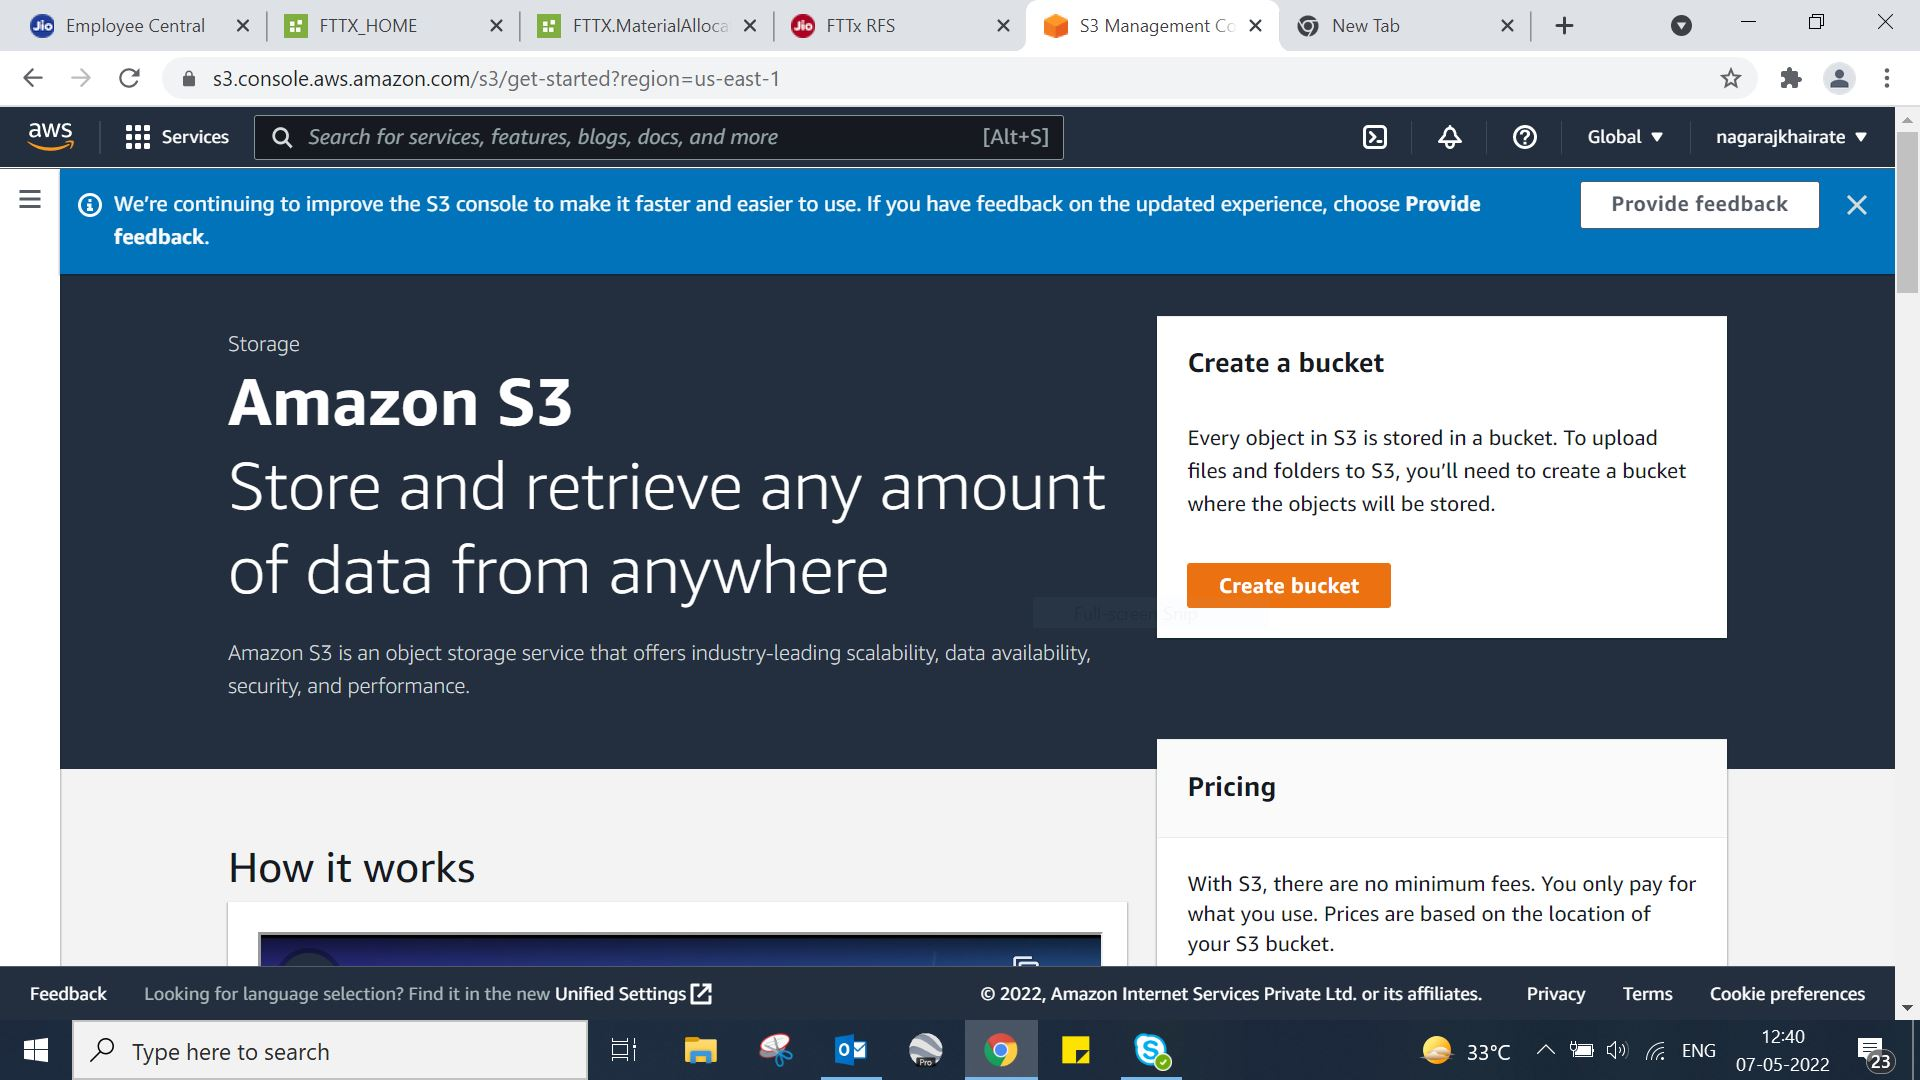 Employee Central
FTTX_HOME
FTTX.MaterialAlloca
FTTx RFS
S3 Management Co
New Tab
s3.console.aws.amazon.com/s3/get-started?region=us-east-1
aws
Services
Search for services, features, blogs, docs, and more
[Alt+S]
Global
nagarajkhairate
We're continuing to improve the S3 console to make it faster and easier to use. If you have feedback on the updated experience, choose Provide
feedback.
Provide feedback
Storage
Amazon S3
Store and retrieve any amount
of data from anywhere
Amazon S3 is an object storage service that offers industry-leading scalability, data availability,
security, and performance.
Create a bucket
Every object in S3 is stored in a bucket. To upload
files and folders to S3, you'll need to create a bucket
where the objects will be stored.
Create bucket
Full-screen Snip
Pricing
With S3, there are no minimum fees. You only pay for
what you use. Prices are based on the location of
your S3 bucket.
How it works
Feedback
Looking for language selection? Find it in the new Unified Settings
© 2022, Amazon Internet Services Private Ltd. or its affiliates.
Privacy
Terms
Cookie preferences
Type here to search
Pro
33°C
ENG
12:40
07-05-2022
23